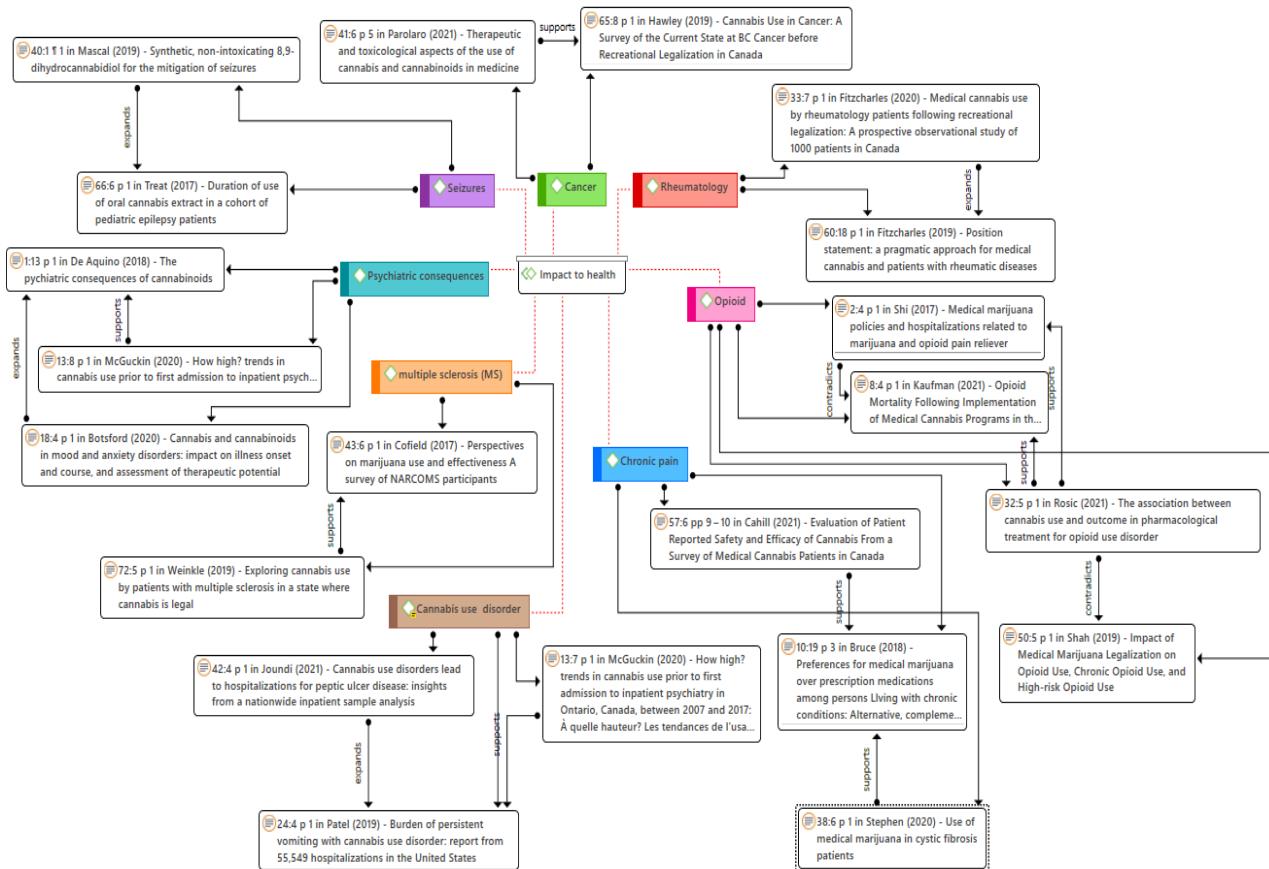 40:1 ¶ 1 in Mascal (2019) - Synthetic, non-intoxicating 8,9-
dihydrocannabidiol for the mitigation of seizures
41:6 p 5 in Parolaro (2021) - Therapeutic
and toxicological aspects of the use of
cannabis and cannabinoids in medicine
supports
65:8 p 1 in Hawley (2019) - Cannabis Use in Cancer: A
Survey of the Current State at BC Cancer before
Recreational Legalization in Canada
33:7 p 1 in Fitzcharles (2020) - Medical cannabis use
by rheumatology patients following recreational
legalization: A prospective observational study of
1000 patients in Canada
expands
66:6 p 1 in Treat (2017) - Duration of use
of oral cannabis extract in a cohort of
pediatric epilepsy patients
Seizures
Cancer
Rheumatology
expands
60:18 p 1 in Fitzcharles (2019) - Position
statement: a pragmatic approach for medical
cannabis and patients with rheumatic diseases
1:13 p 1 in De Aquino (2018) - The
pychiatric consequences of cannabinoids
Psychiatric consequences
Impact to health
Opioid
2:4 p 1 in Shi (2017) - Medical marijuana
policies and hospitalizations related to
marijuana and opioid pain reliever
supports
expands
13:8 p 1 in McGuckin (2020) - How high? trends in
cannabis use prior to first admission to inpatient psych...
multiple sclerosis (MS)
contradicts
8:4 p 1 in Kaufman (2021) - Opioid
Mortality Following Implementation
of Medical Cannabis Programs in th...
supports
18:4 p 1 in Botsford (2020) - Cannabis and cannabinoids
in mood and anxiety disorders: impact on illness onset
and course, and assessment of therapeutic potential
43:6 p 1 in Cofield (2017) - Perspectives
on marijuana use and effectiveness A
survey of NARCOMS participants
Chronic pain
supports
32:5 p 1 in Rosic (2021) - The association between
cannabis use and outcome in pharmacological
treatment for opioid use disorder
57:6 pp 9 – 10 in Cahill (2021) - Evaluation of Patient
Reported Safety and Efficacy of Cannabis From a
Survey of Medical Cannabis Patients in Canada
supports
72:5 p 1 in Weinkle (2019) - Exploring cannabis use
by patients with multiple sclerosis in a state where
cannabis is legal
Cannabis use disorder
supports
contradicts
42:4 p 1 in Joundi (2021) - Cannabis use disorders lead
to hospitalizations for peptic ulcer disease: insights
from a nationwide inpatient sample analysis
13:7 p 1 in McGuckin (2020) - How high?
trends in cannabis use prior to first
admission to inpatient psychiatry in
Ontario, Canada, between 2007 and 2017:
À quelle hauteur? Les tendances de l'usa...
10:19 p 3 in Bruce (2018) -
Preferences for medical marijuana
over prescription medications
among persons LIving with chronic
conditions: Alternative, compleme...
50:5 p 1 in Shah (2019) - Impact of
Medical Marijuana Legalization on
Opioid Use, Chronic Opioid Use, and
High-risk Opioid Use
expands
supports
supports
24:4 p 1 in Patel (2019) - Burden of persistent
vomiting with cannabis use disorder: report from
55,549 hospitalizations in the United States
38:6 p 1 in Stephen (2020) - Use of
medical marijuana in cystic fibrosis
patients